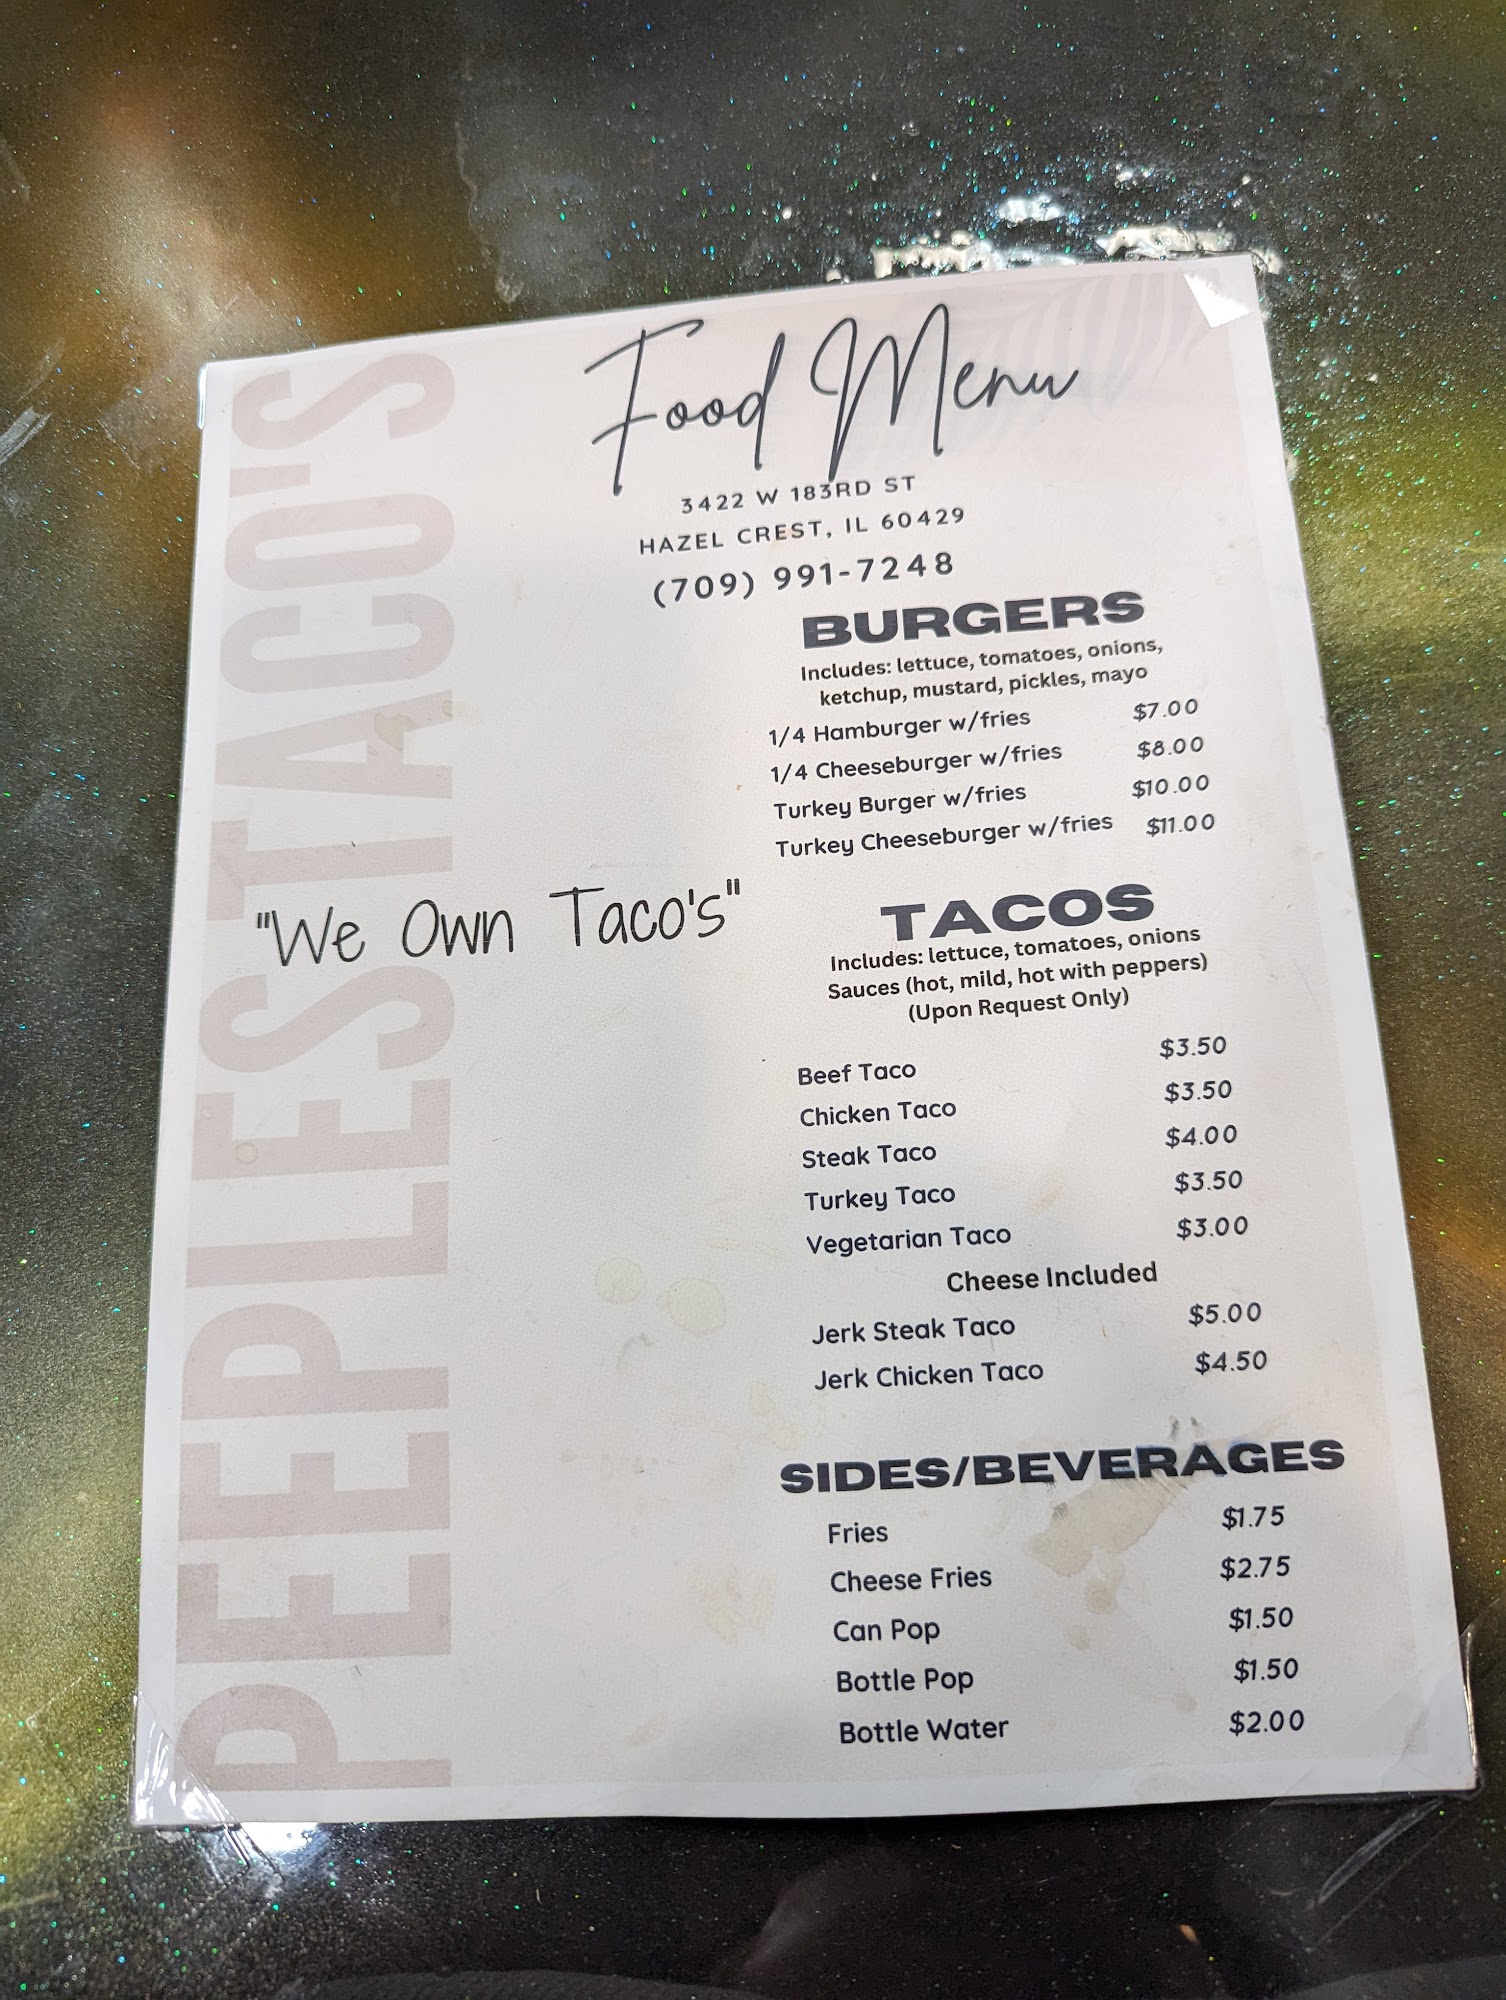 PEEPLES TACO'S
Food Menu
3422 W 183RD ST
HAZEL CREST, IL 60429
(709) 991-7248
"We Own Taco's"
BURGERS
Includes: lettuce, tomatoes, onions,
ketchup, mustard, pickles, mayo
1/4 Hamburger w/fries $7.00
1/4 Cheeseburger w/fries $8.00
Turkey Burger w/fries $10.00
Turkey Cheeseburger w/fries $11.00
TACOS
Includes: lettuce, tomatoes, onions
Sauces (hot, mild, hot with peppers)
(Upon Request Only)
Beef Taco $3.50
Chicken Taco $3.50
Steak Taco $4.00
Turkey Taco $3.50
Vegetarian Taco $3.00
Cheese Included
Jerk Steak Taco $5.00
Jerk Chicken Taco $4.50
SIDES/BEVERAGES
Fries $1.75
Cheese Fries $2.75
Can Pop $1.50
Bottle Pop $1.50
Bottle Water $2.00